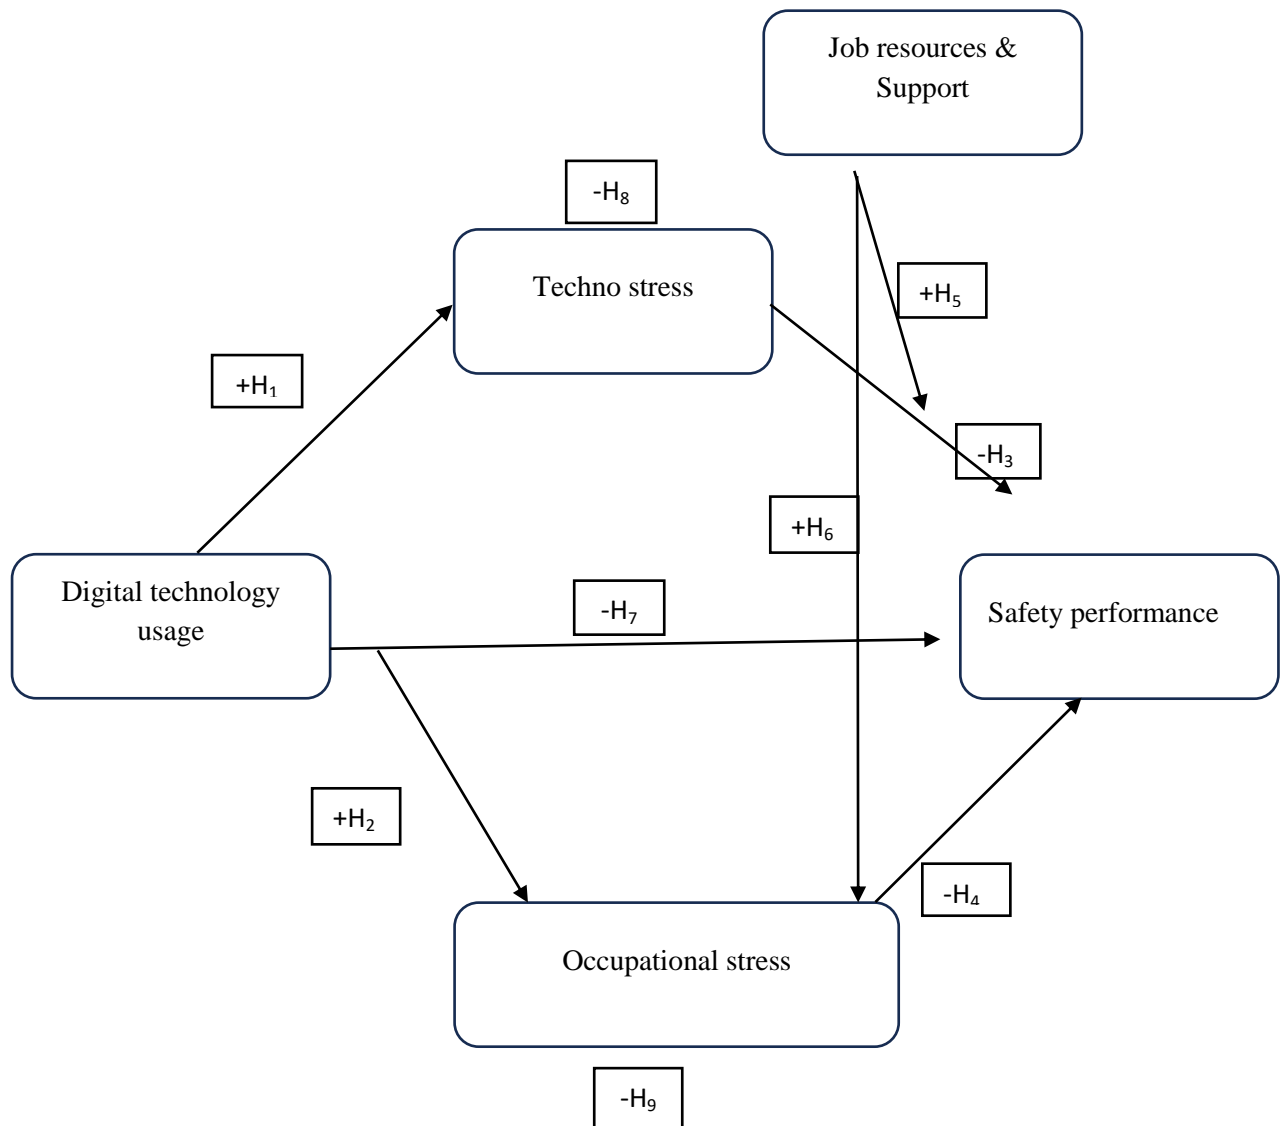 Job resources &
Support
-H₈
Techno stress
+H₅
+H₁
-H₃
+H₆
Digital technology
usage
-H₇
Safety performance
+H₂
-H₄
Occupational stress
-H₉